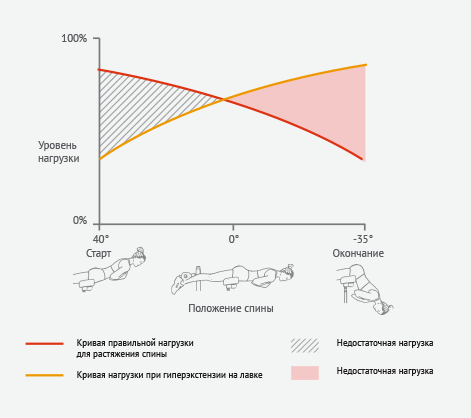 100%
Уровень
нагрузки
0%
40° 0° -35°
Старт Окончание
Положение спины
Кривая правильной нагрузки
для растяжения спины
Кривая нагрузки при гиперэкстензии на лавке
Недостаточная нагрузка
Недостаточная нагрузка